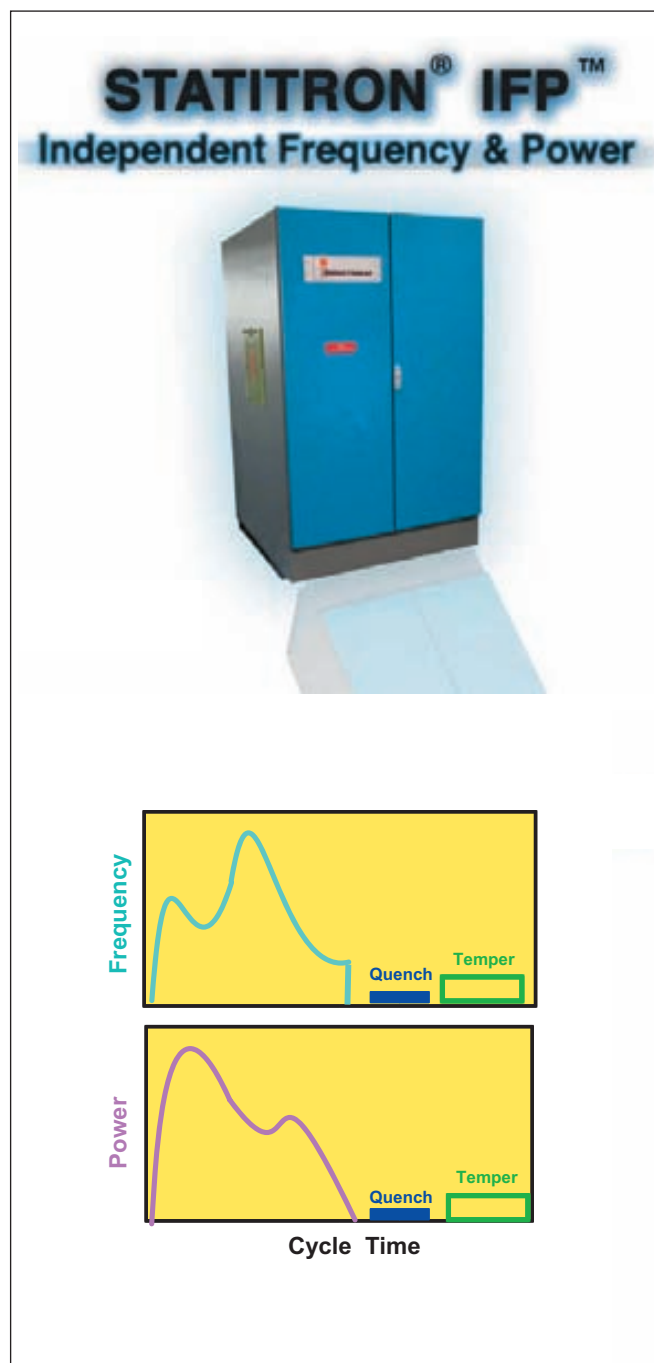 STATITRON® IFP™
Independent Frequency & Power
Frequency
Quench
Temper
Power
Quench
Temper
Cycle Time